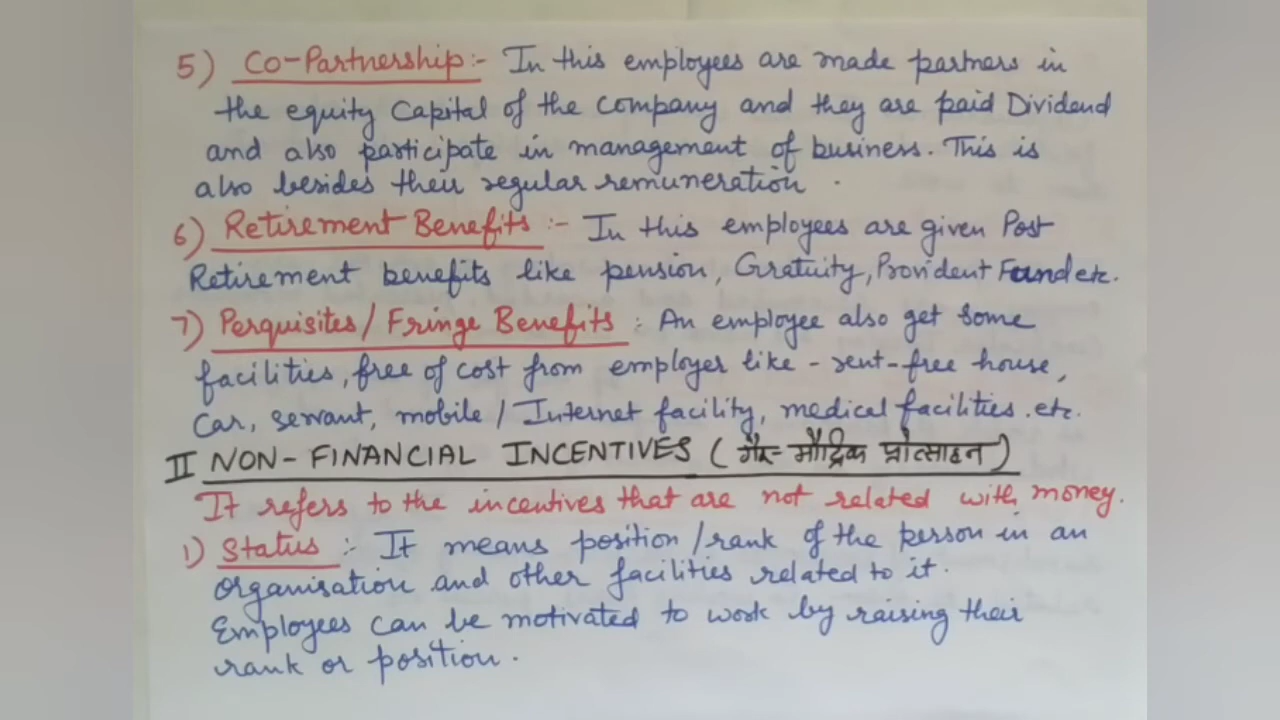 5) Co-Partnership:- In this employees are made partners in
the equity Capital of the company and they are paid Dividend
and also participate in management of business. This is
also besides their regular remuneration.
6) Retirement Benefits :- In this employees are given Post
Retirement benefits like pension, Gratuity, Provident Fund etc.
7) Perquisites/Fringe Benefits : An employee also get some
facilities, free of cost from employer like - rent-free house,
Car, servant, mobile/Internet facility, medical facilities. etc.
II NON-FINANCIAL INCENTIVES (गैर-मौद्रिक प्रोत्साहन)
It refers to the incentives that are not related with money.
1) Status :- It means position/rank of the person in an
organisation and other facilities related to it.
Employees can be motivated to work by raising their
rank or position.